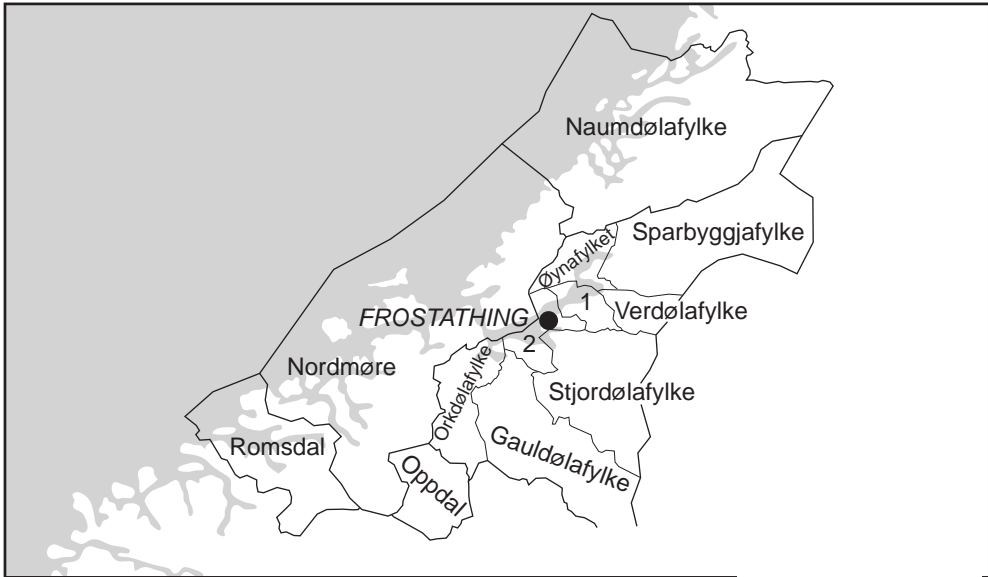 Naumdølafylke
Sparbyggjafylke
Øynafylket
1
Verdølafylke
FROSTATHING
2
Nordmøre
Orkdølafylke
Stjordølafylke
Romsdal
Gauldølafylke
Oppdal